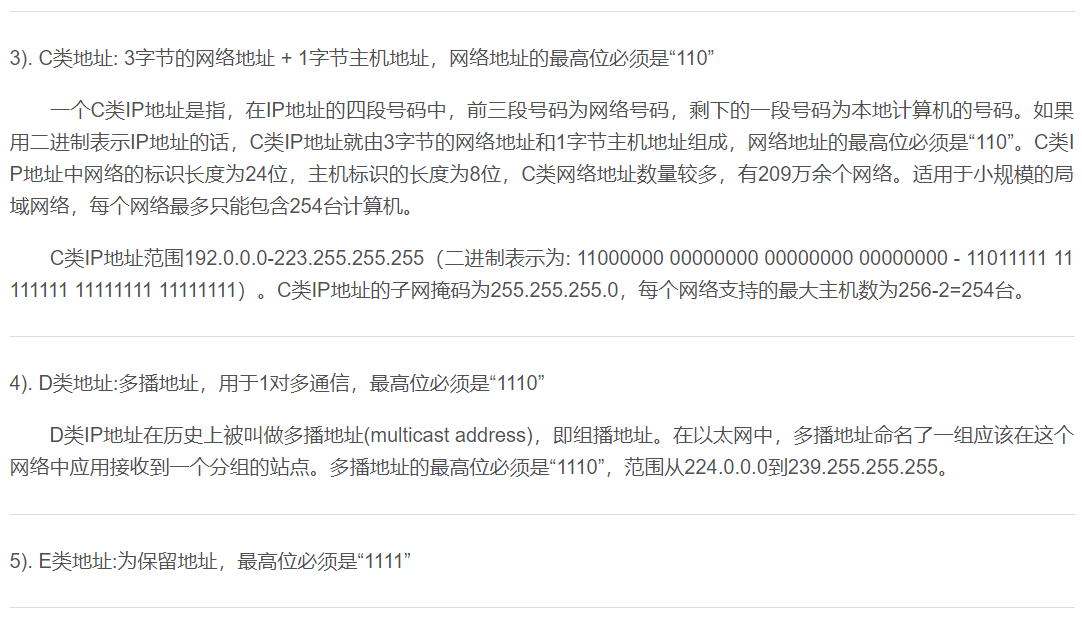 3). C类地址: 3字节的网络地址 + 1字节主机地址，网络地址的最高位必须是“110”
一个C类IP地址是指，在IP地址的四段号码中，前三段号码为网络号码，剩下的一段号码为本地计算机的号码。如果
用二进制表示IP地址的话，C类IP地址就由3字节的网络地址和1字节主机地址组成，网络地址的最高位必须是“110”。C类I
P地址中网络的标识长度为24位，主机标识的长度为8位，C类网络地址数量较多，有209万余个网络。适用于小规模的局
域网络，每个网络最多只能包含254台计算机。
C类IP地址范围192.0.0.0-223.255.255.255（二进制表示为: 11000000 00000000 00000000 00000000 - 11011111 11
111111 11111111 11111111）。C类IP地址的子网掩码为255.255.255.0，每个网络支持的最大主机数为256-2=254台。
4). D类地址:多播地址，用于1对多通信，最高位必须是“1110”
D类IP地址在历史上被叫做多播地址(multicast address)，即组播地址。在以太网中，多播地址命名了一组应该在这个
网络中应用接收到一个分组的站点。多播地址的最高位必须是“1110”，范围从224.0.0.0到239.255.255.255。
5). E类地址:为保留地址，最高位必须是“1111”